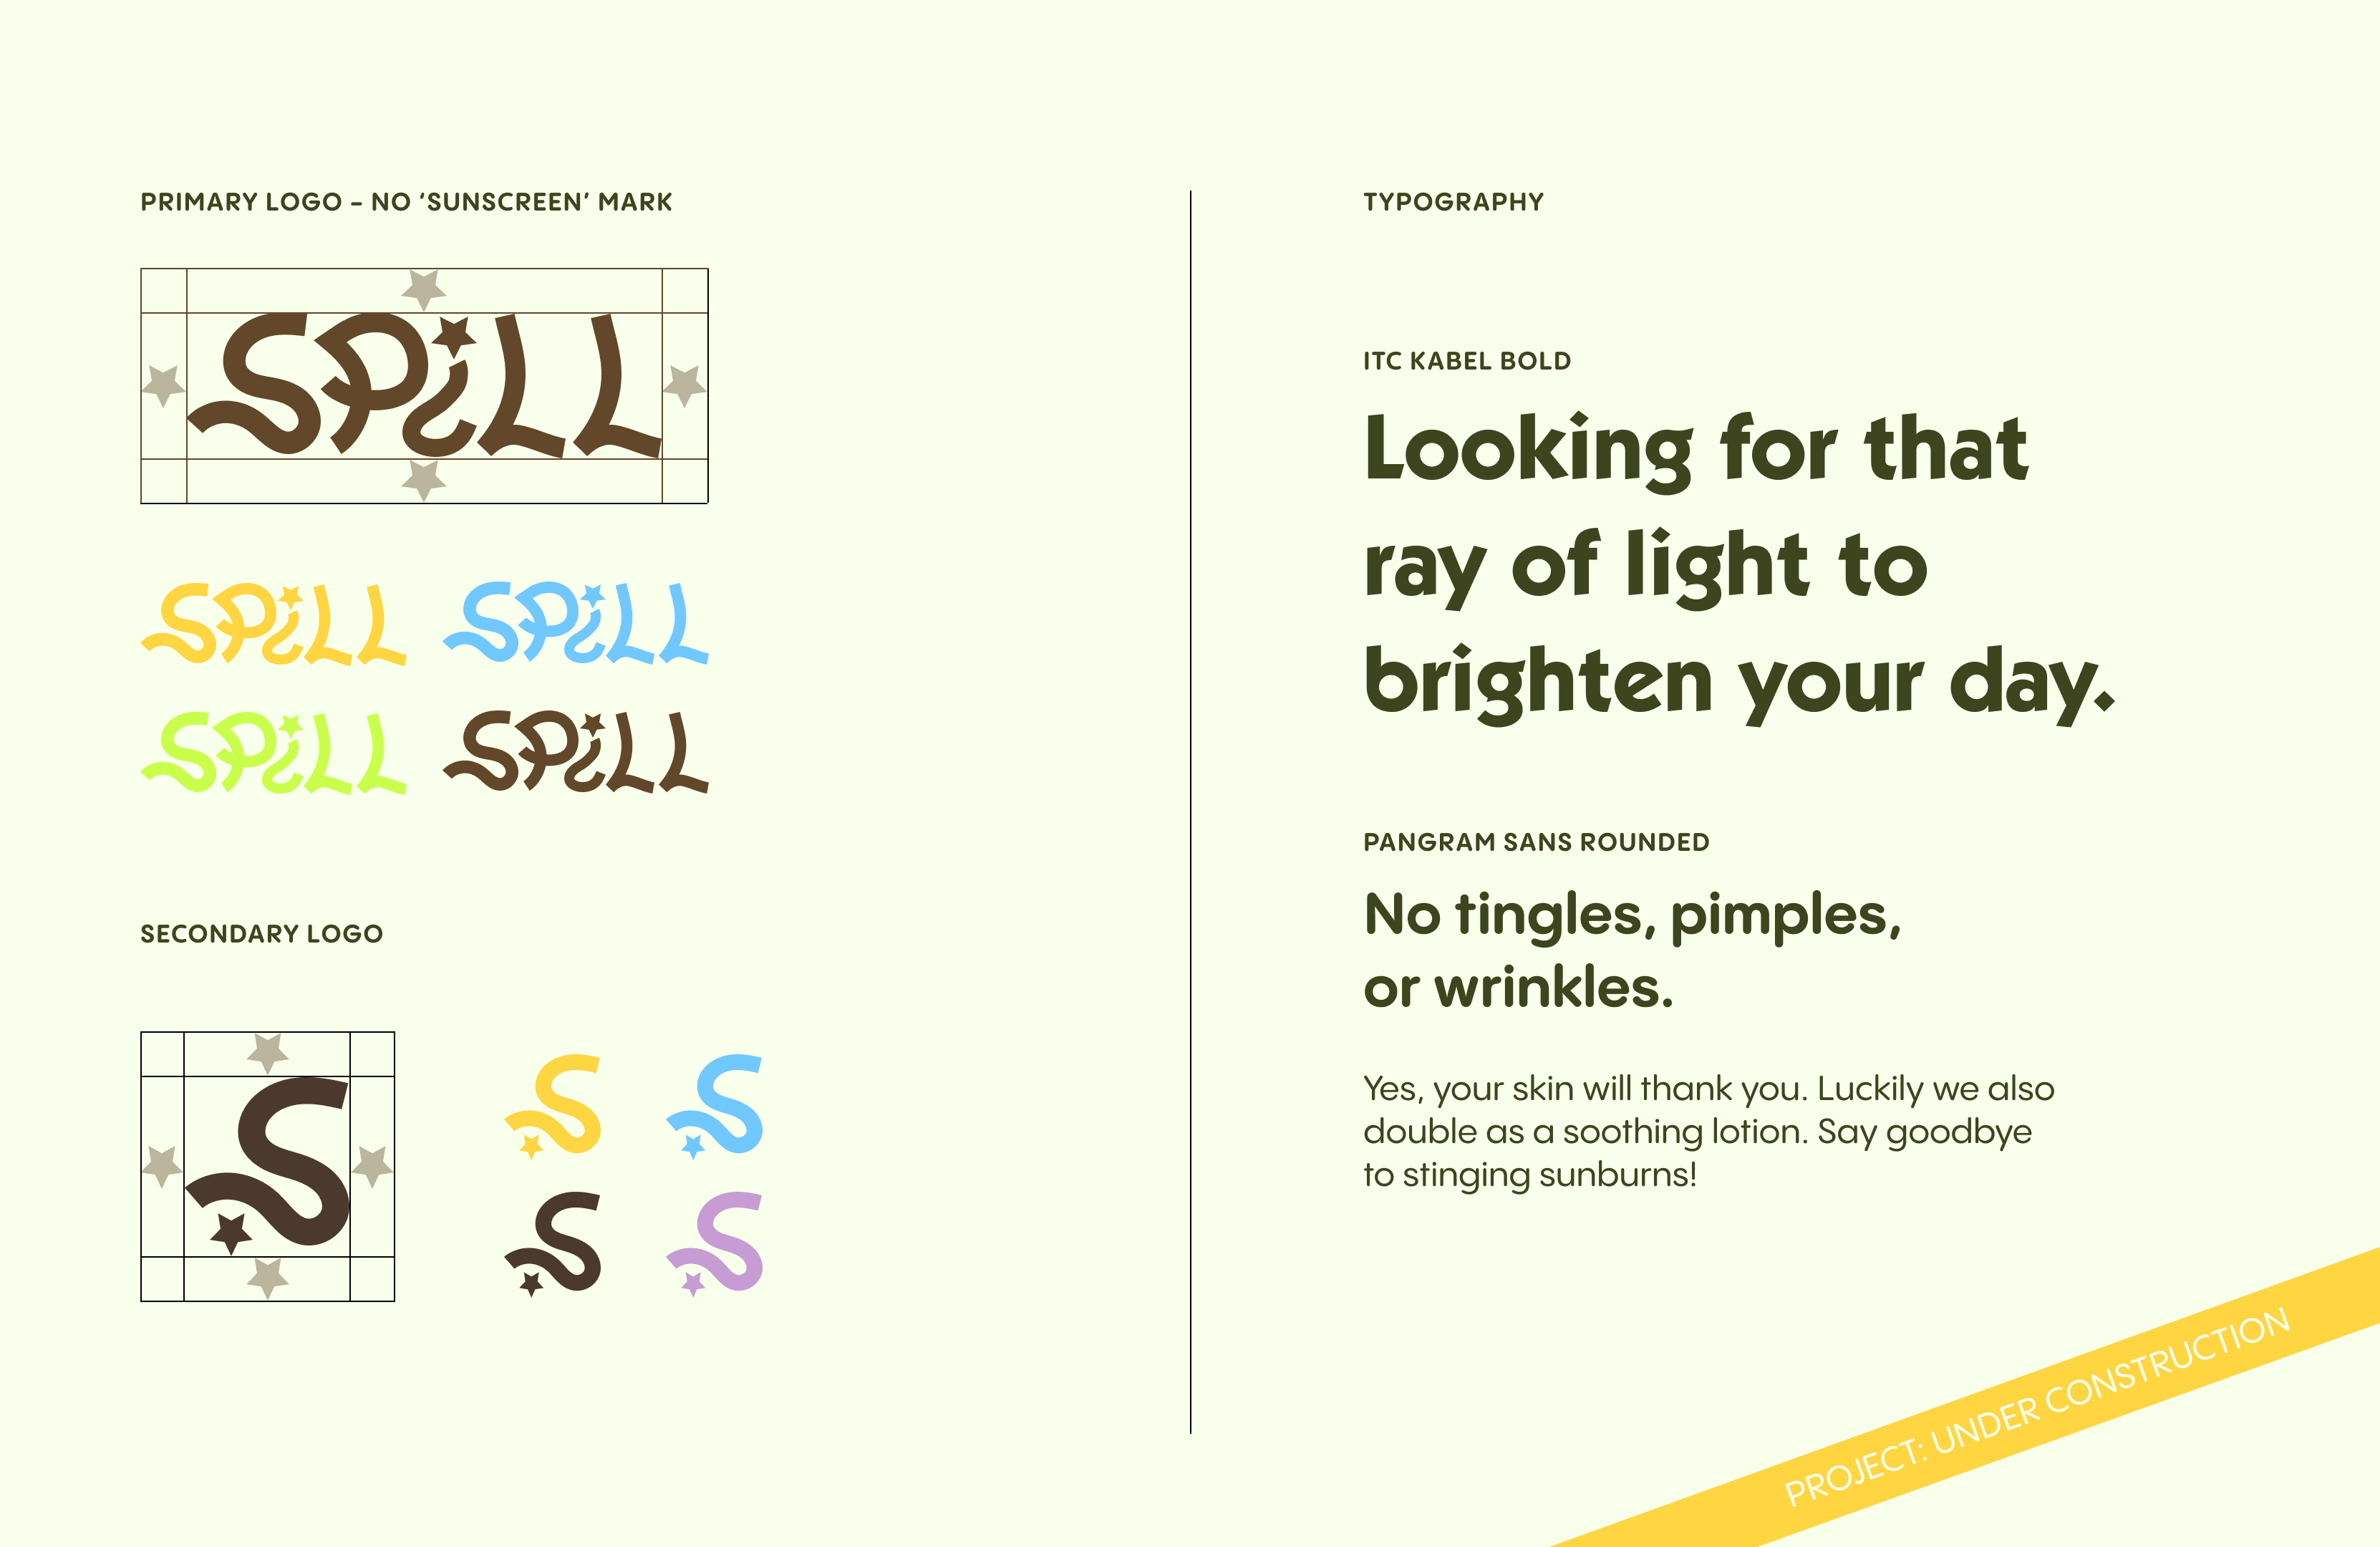 PRIMARY LOGO – NO ‘SUNSCREEN’ MARK
SPiLL
SPiLL SPiLL
SPiLL SPiLL
SECONDARY LOGO
S
S S
S S
TYPOGRAPHY
ITC KABEL BOLD
Looking for that
ray of light to
brighten your day.
PANGRAM SANS ROUNDED
No tingles, pimples,
or wrinkles.
Yes, your skin will thank you. Luckily we also
double as a soothing lotion. Say goodbye
to stinging sunburns!
PROJECT: UNDER CONSTRUCTION